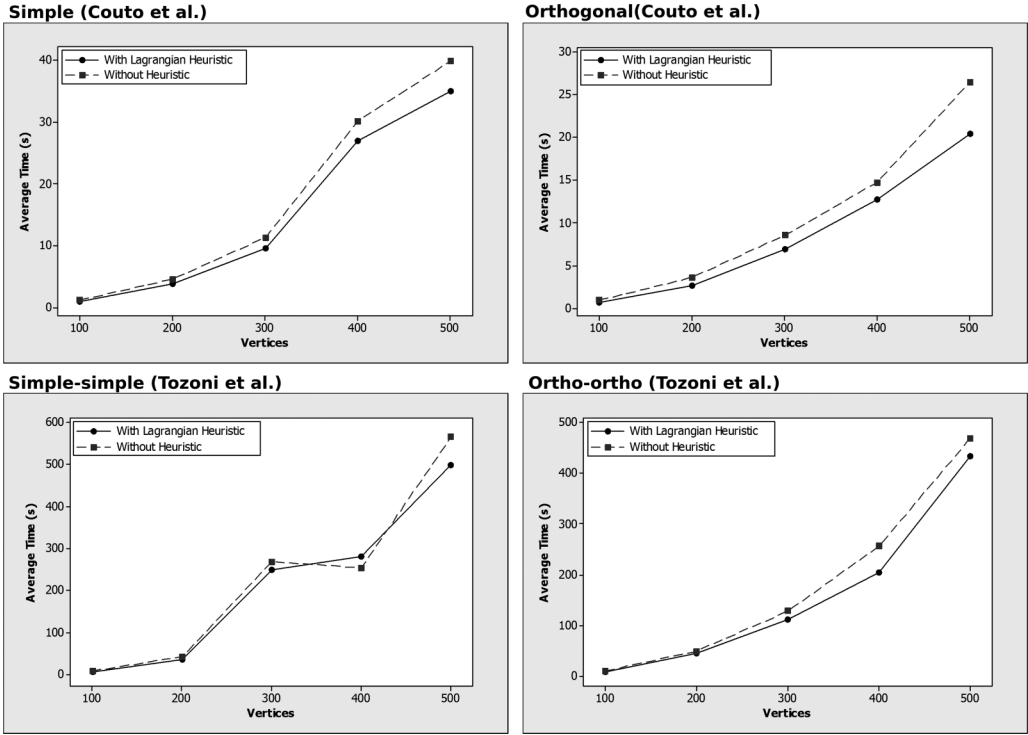 Simple (Couto et al.)
With Lagrangian Heuristic
Without Heuristic
Average Time (s)
40
30
20
10
0
100 200 300 400 500
Vertices
Orthogonal(Couto et al.)
With Lagrangian Heuristic
Without Heuristic
Average Time (s)
30
25
20
15
10
5
0
100 200 300 400 500
Vertices
Simple-simple (Tozoni et al.)
With Lagrangian Heuristic
Without Heuristic
Average Time (s)
600
500
400
300
200
100
0
100 200 300 400 500
Vertices
Ortho-ortho (Tozoni et al.)
With Lagrangian Heuristic
Without Heuristic
Average Time (s)
500
400
300
200
100
0
100 200 300 400 500
Vertices